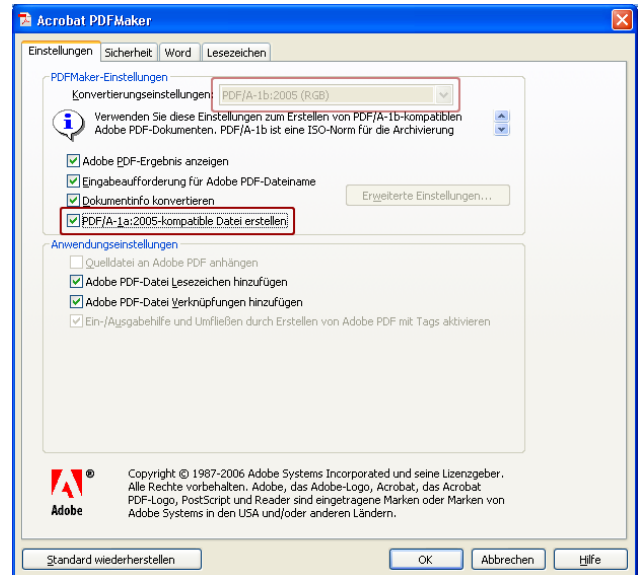 Acrobat PDFMaker
Einstellungen Sicherheit Word Lesezeichen
PDFMaker-Einstellungen
Konvertierungseinstellungen: PDF/A-1b:2005 (RGB)
Verwenden Sie diese Einstellungen zum Erstellen von PDF/A-1b-kompatiblen
Adobe PDF-Dokumenten. PDF/A-1b ist eine ISO-Norm für die Archivierung
Adobe PDF-Ergebnis anzeigen
Eingabeaufforderung für Adobe PDF-Dateiname
Dokumentinfo konvertieren
Erweiterte Einstellungen...
PDF/A-1a:2005-kompatible Datei erstellen
Anwendungseinstellungen
Quelldatei an Adobe PDF anhängen
Adobe PDF-Datei Lesezeichen hinzufügen
Adobe PDF-Datei Verknüpfungen hinzufügen
Ein-/Ausgabehilfe und Umfließen durch Erstellen von Adobe PDF mit Tags aktivieren
Adobe
®
Copyright © 1987-2006 Adobe Systems Incorporated und seine Lizenzgeber.
Alle Rechte vorbehalten. Adobe, das Adobe-Logo, Acrobat, das Acrobat
PDF-Logo, PostScript und Reader sind eingetragene Marken oder Marken von
Adobe Systems in den USA und/oder anderen Ländern.
Standard wiederherstellen OK Abbrechen Hilfe